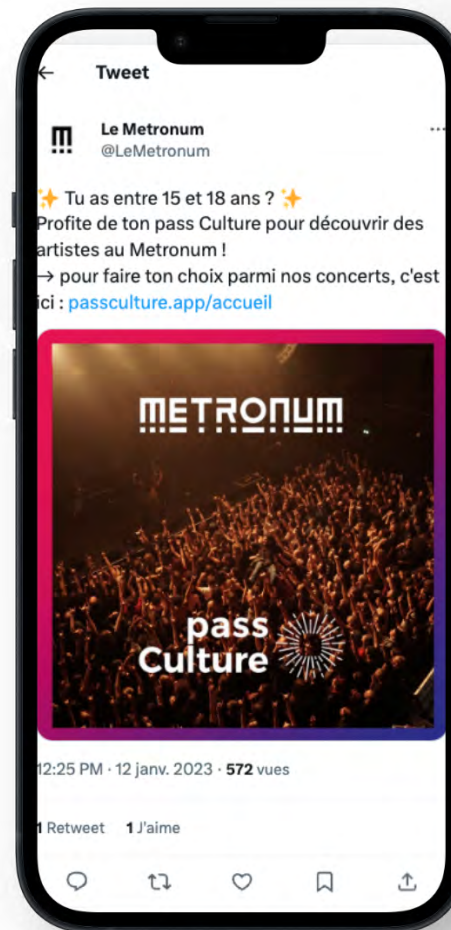 ← Tweet
Le Metronum
@LeMetronum
✨ Tu as entre 15 et 18 ans ? ✨
Profite de ton pass Culture pour découvrir des
artistes au Metronum !
→ pour faire ton choix parmi nos concerts, c'est
ici : passculture.app/accueil
METRONUM
pass
Culture
12:25 PM · 12 janv. 2023 · 572 vues
1 Retweet 1 J'aime